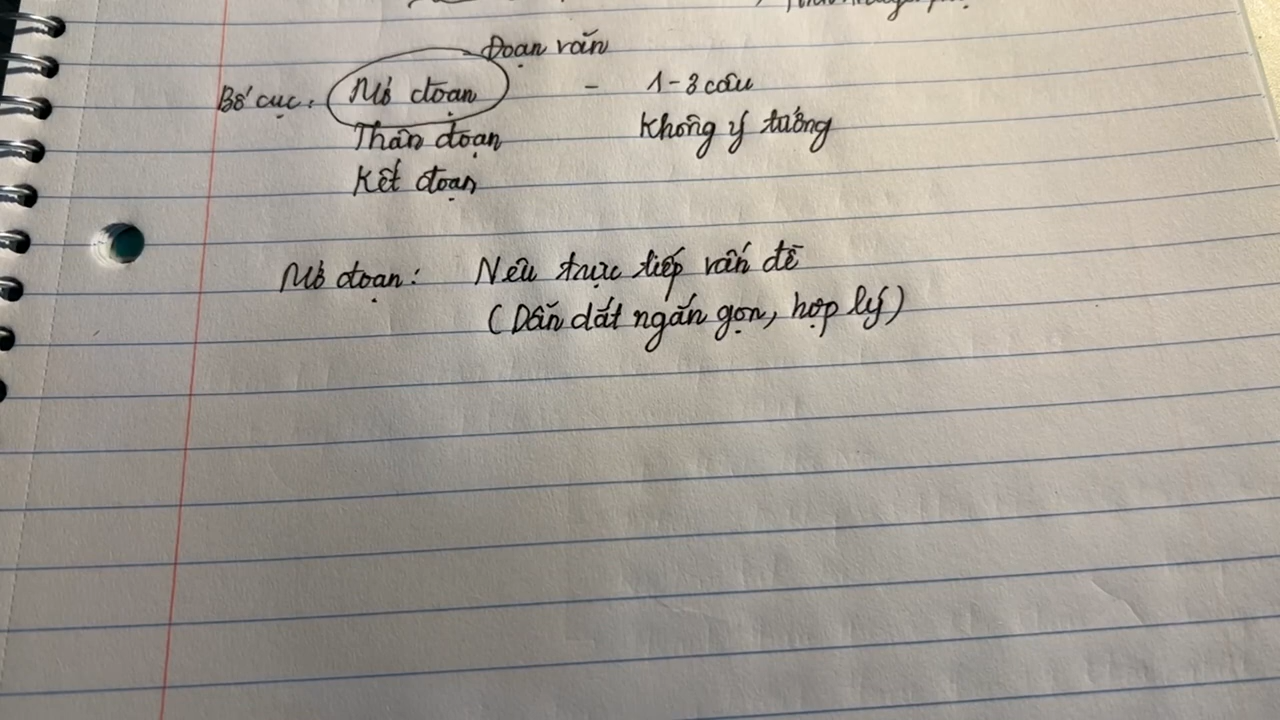 Đoạn văn
Bố cục: Mở đoạn - 1-3 câu
Thân đoạn Không ý tướng
Kết đoạn
Mở đoạn: Nêu trực tiếp vấn đề
(Dẫn dắt ngắn gọn, hợp lý)